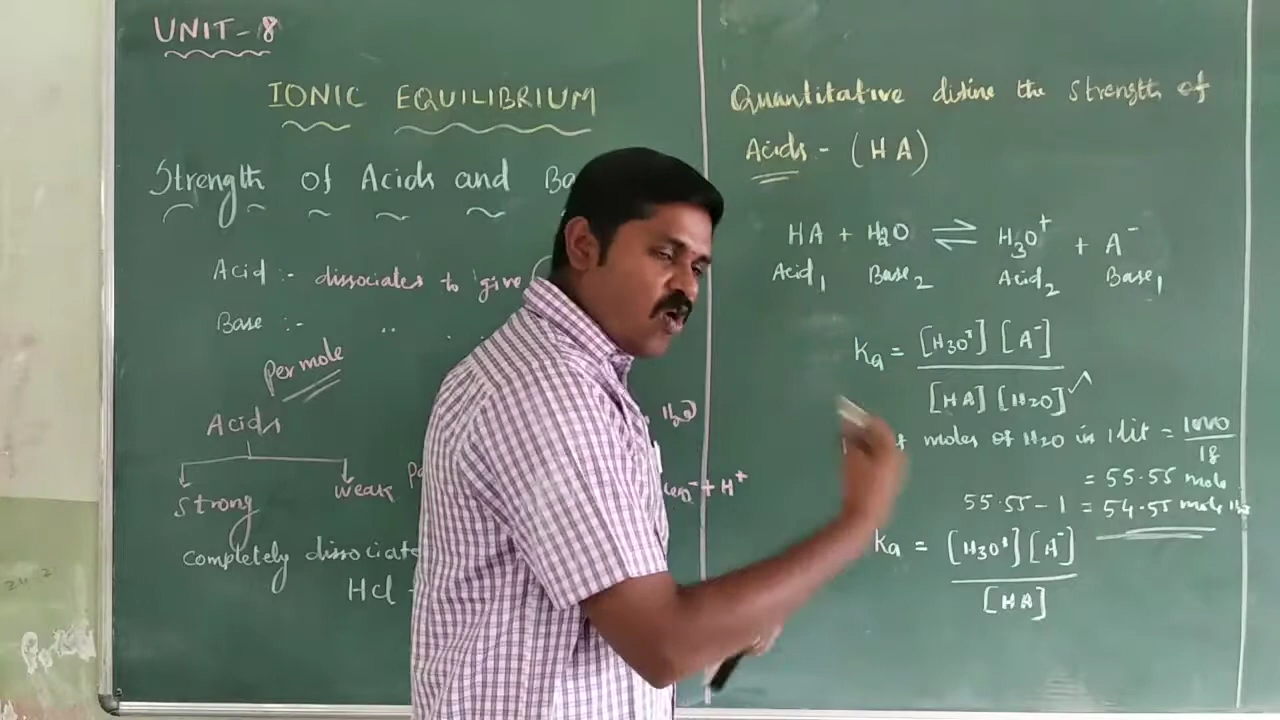 UNIT-8
IONIC EQUILIBRIUM
Strength of Acids and Ba
Acid :- dissociates to give
Base :- ..
Per mole
Acids
Strong weak
completely dissociate
HCl
H2O
+ H+
Quantitative define the strength of
Acids - (HA)
HA + H2O ⇌ H3O+ + A-
Acid1 Base2 Acid2 Base1
Ka = [H3O+] [A-] / [HA] [H2O] ✓
moles of H2O in 1 lit = 1000 / 18
= 55.55 mole
55.55 - 1 = 54.55 mole
Ka = [H3O+] [A-] / [HA]